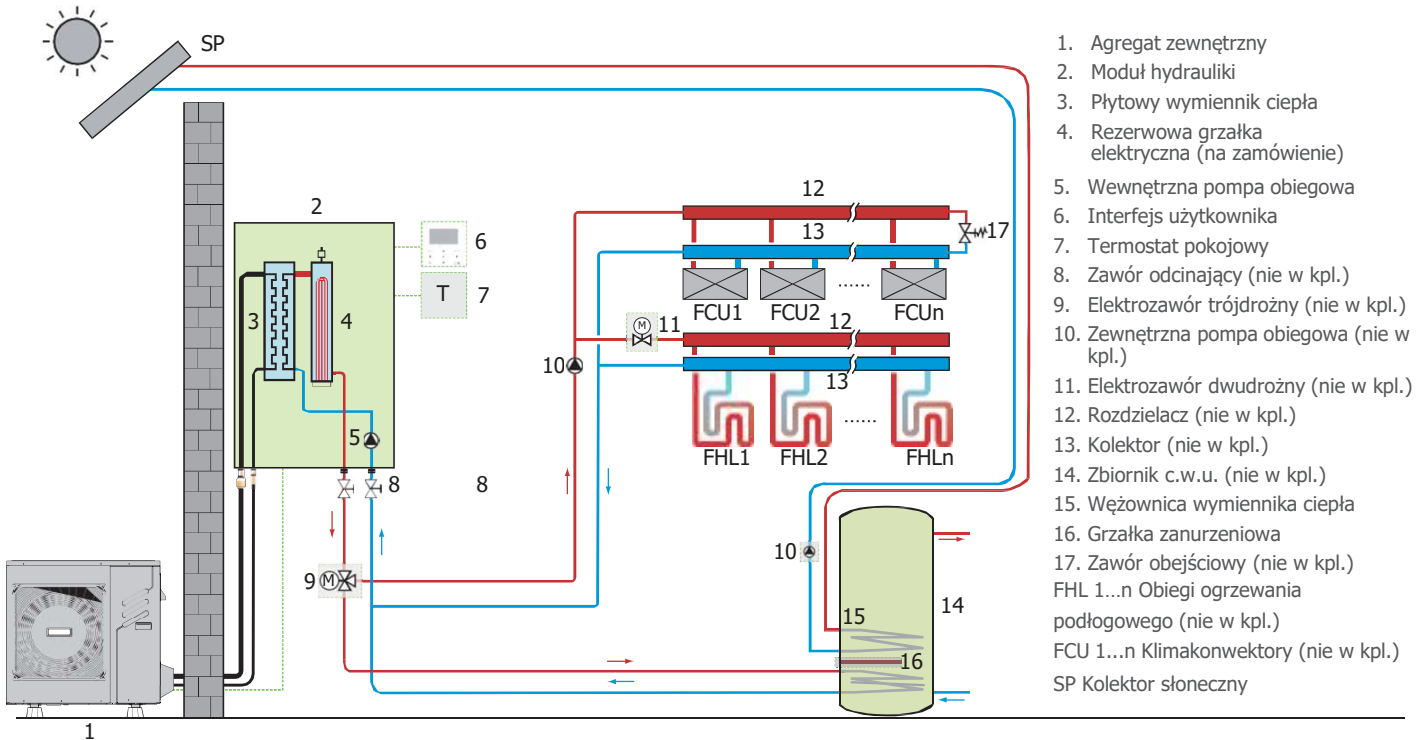 SP
2
6
T
7
3
4
5
8
8
9
M
1
10
12
13
17
FCU1
FCU2
......
FCUn
M
11
12
13
FHL1
FHL2
......
FHLn
10
14
15
16
1. Agregat zewnętrzny
2. Moduł hydrauliki
3. Płytowy wymiennik ciepła
4. Rezerwowa grzałka
elektryczna (na zamówienie)
5. Wewnętrzna pompa obiegowa
6. Interfejs użytkownika
7. Termostat pokojowy
8. Zawór odcinający (nie w kpl.)
9. Elektrozawór trójdrożny (nie w kpl.)
10. Zewnętrzna pompa obiegowa (nie w
kpl.)
11. Elektrozawór dwudrożny (nie w kpl.)
12. Rozdzielacz (nie w kpl.)
13. Kolektor (nie w kpl.)
14. Zbiornik c.w.u. (nie w kpl.)
15. Wężownica wymiennika ciepła
16. Grzałka zanurzeniowa
17. Zawór obejściowy (nie w kpl.)
FHL 1...n Obiegi ogrzewania
podłogowego (nie w kpl.)
FCU 1...n Klimakonwektory (nie w kpl.)
SP Kolektor słoneczny